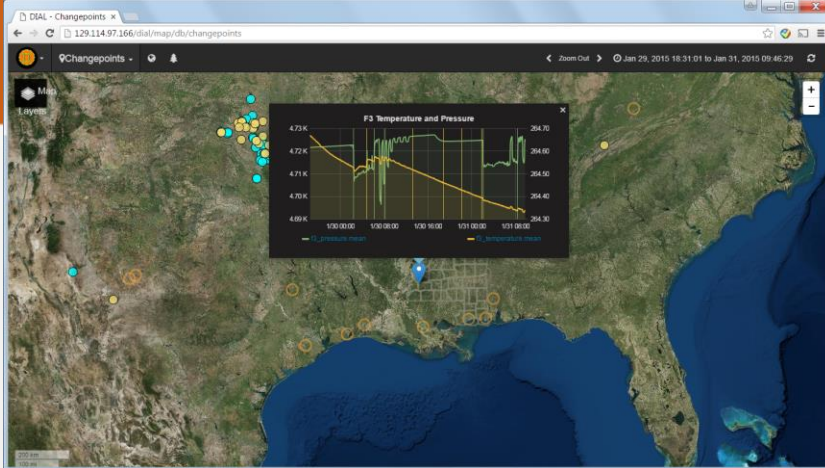 DIAL - Changepoints
129.114.97.166/dial/map/db/changepoints
Changepoints
Zoom Out
Jan 29, 2015 18:31:01 to Jan 31, 2015 09:46:29
Map
Layers
+
-
F3 Temperature and Pressure
4.73 K
264.70
4.72 K
264.60
4.71 K
264.50
4.70 K
264.40
4.69 K
264.30
1/30 00:00 1/30 08:00 1/30 16:00 1/31 00:00 1/31 08:00
f3_pressure mean f3_temperature mean
200 km
100 mi